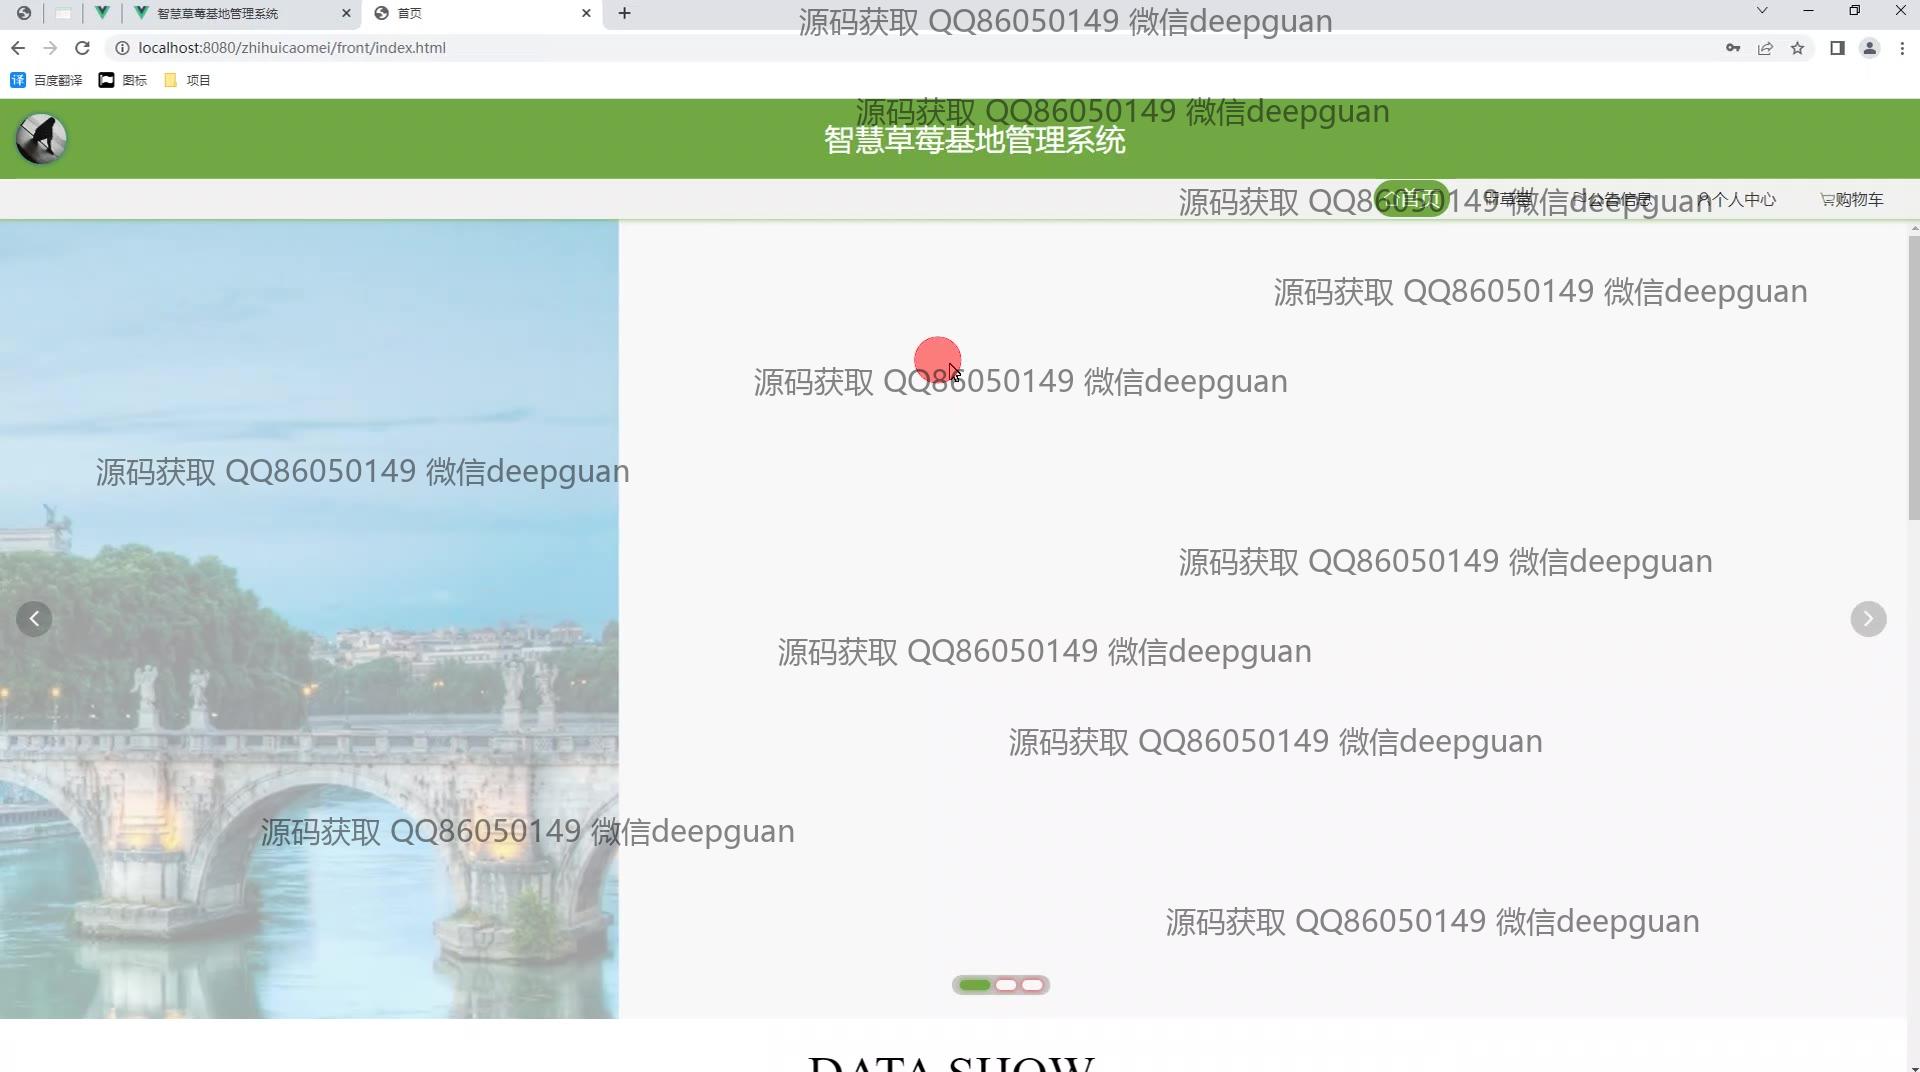 智慧草莓基地管理系统
首页
源码获取 QQ86050149 微信deepguan
localhost:8080/zhihuicaomei/front/index.html
百度翻译
图标
项目
源码获取 QQ86050149 微信deepguan
智慧草莓基地管理系统
源码获取 QQ86050149 微信deepguan
首页
草莓
公告信息
个人中心
购物车
源码获取 QQ86050149 微信deepguan
源码获取 QQ86050149 微信deepguan
源码获取 QQ86050149 微信deepguan
源码获取 QQ86050149 微信deepguan
源码获取 QQ86050149 微信deepguan
源码获取 QQ86050149 微信deepguan
源码获取 QQ86050149 微信deepguan
源码获取 QQ86050149 微信deepguan
DATA SHOW